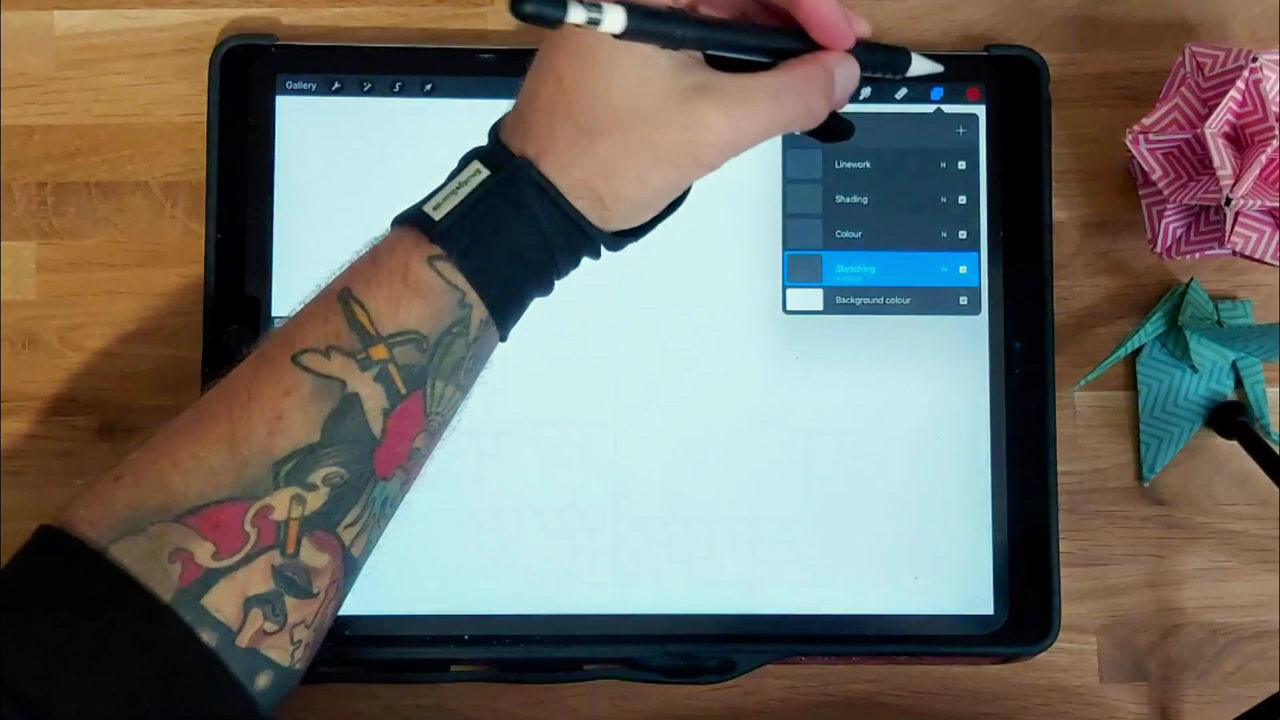 Gallery
Linework N
Shading N
Colour N
Sketching N
Background colour